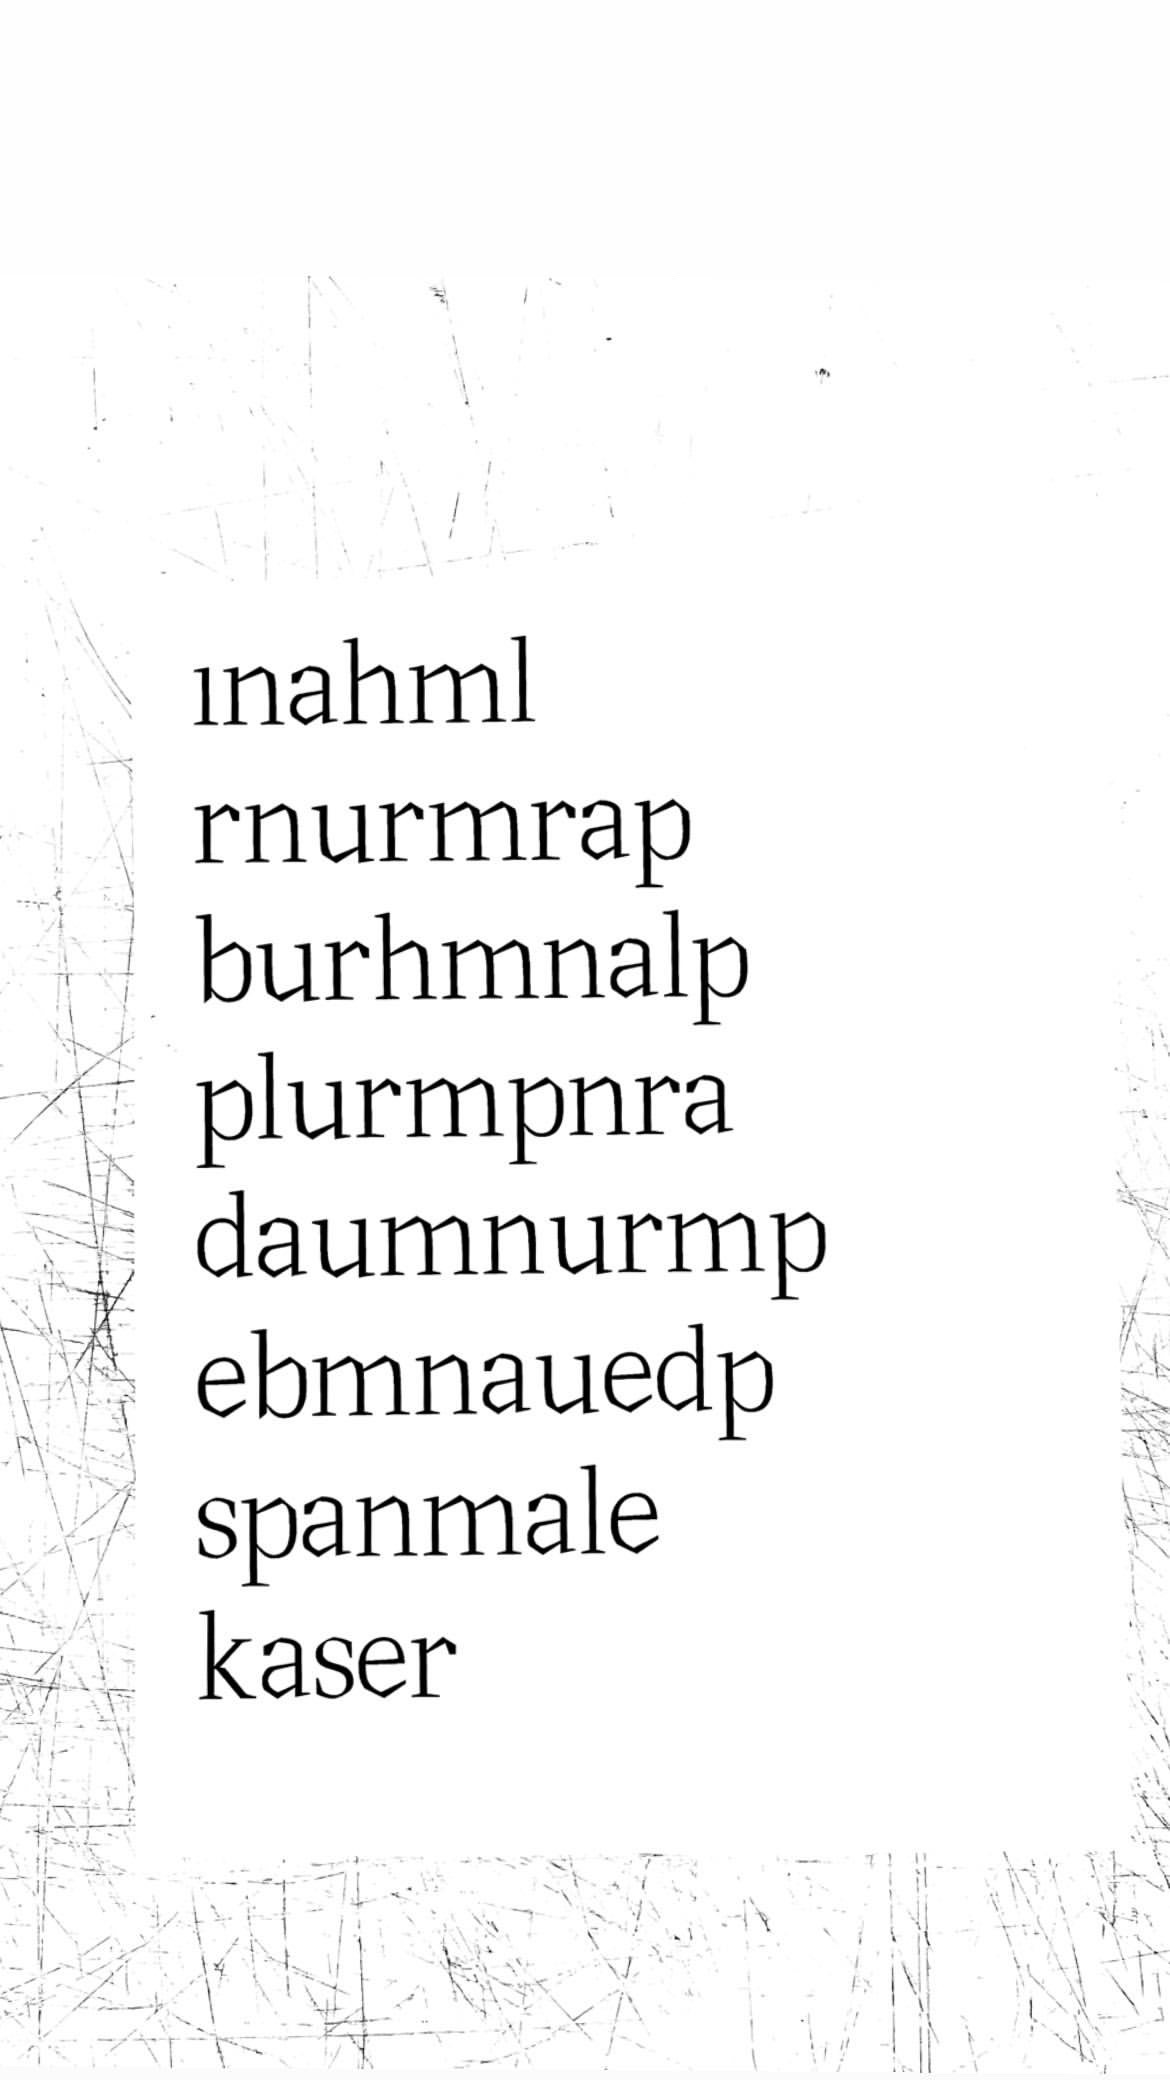 ınahml
rnurmrap
burhmnalp
plurmpnra
daumnurmp
ebmnauedp
spanmale
kaser